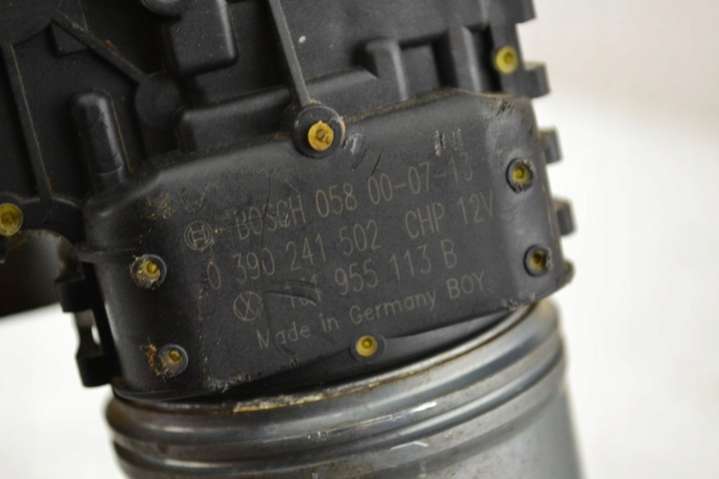 BOSCH 058 00-07-13
0 390 241 502 CHP 12V
955 113 B
Made in Germany BOY